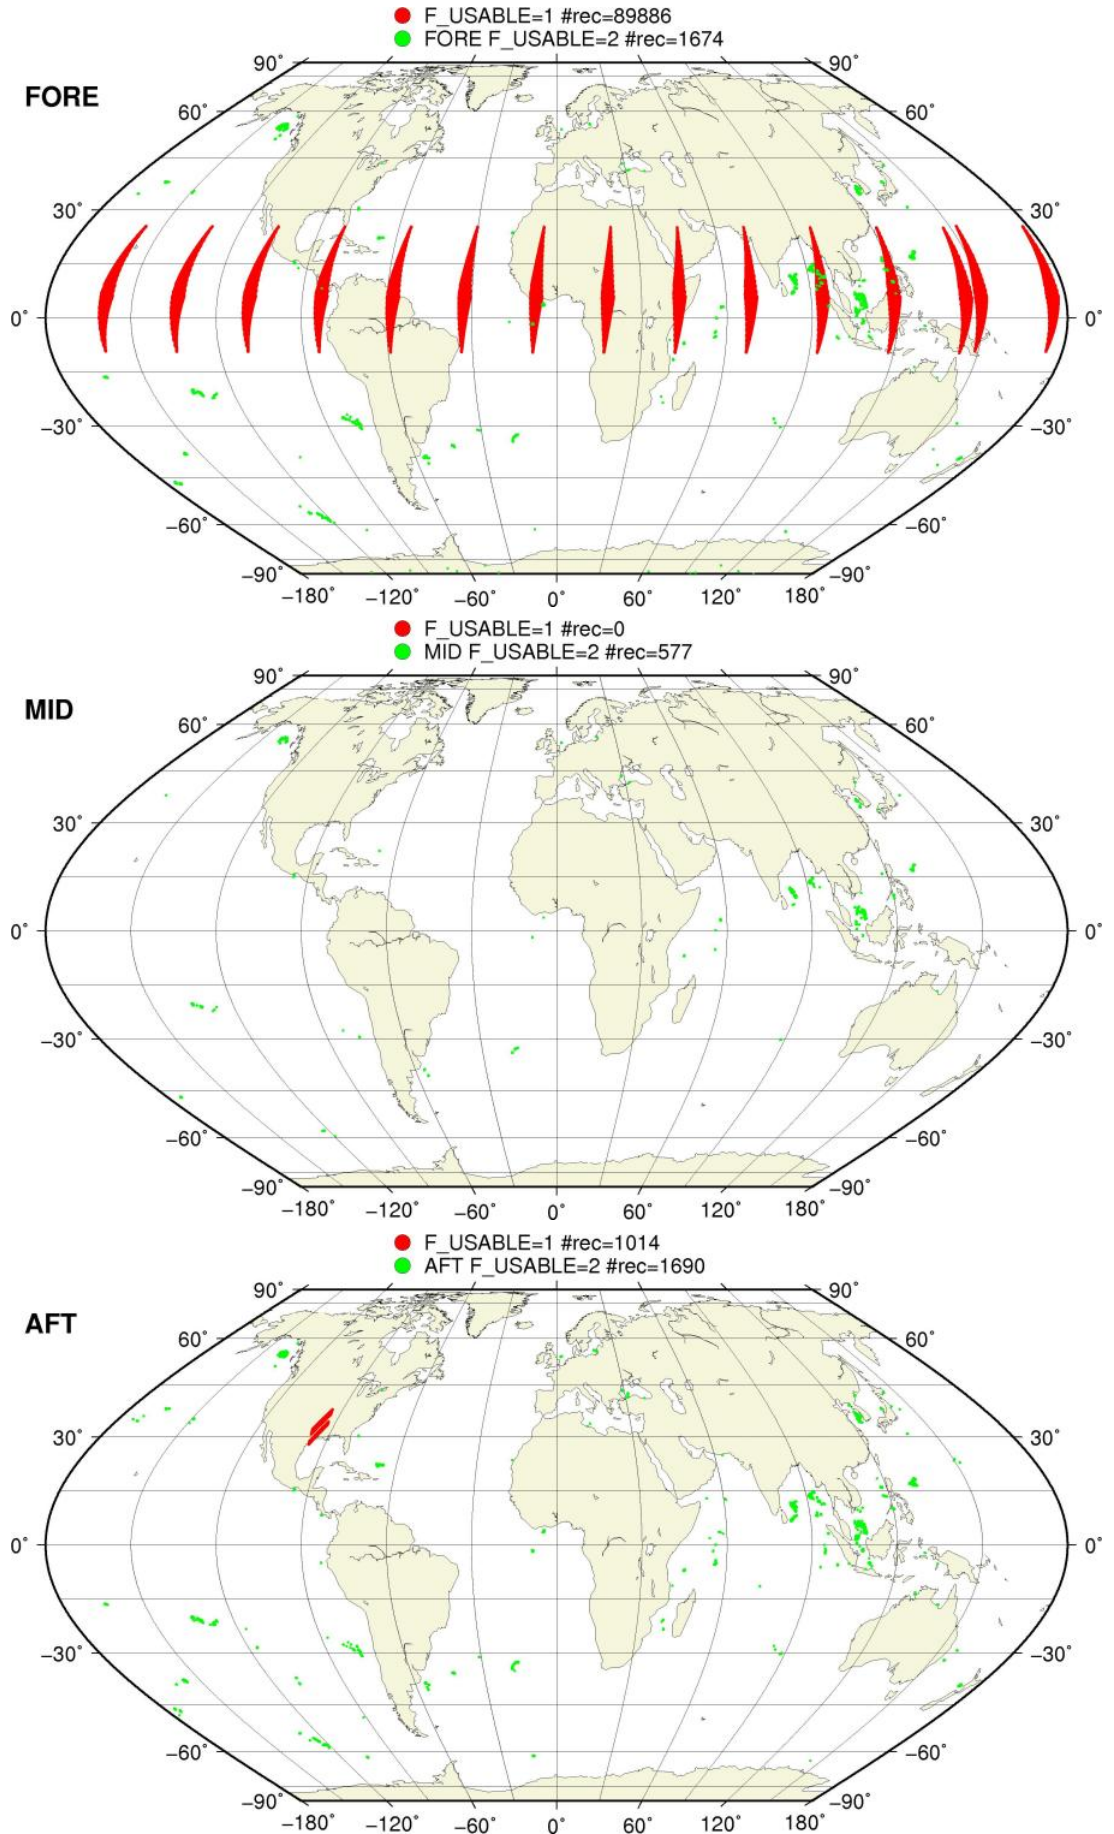 F_USABLE=1 #rec=89886
FORE F_USABLE=2 #rec=1674
FORE
90˚ 90˚
60˚ 60˚
30˚ 30˚
0˚ 0˚
−30˚ −30˚
−60˚ −60˚
−90˚ −90˚
−180˚ −120˚ −60˚ 0˚ 60˚ 120˚ 180˚
F_USABLE=1 #rec=0
MID F_USABLE=2 #rec=577
MID
90˚ 90˚
60˚ 60˚
30˚ 30˚
0˚ 0˚
−30˚ −30˚
−60˚ −60˚
−90˚ −90˚
−180˚ −120˚ −60˚ 0˚ 60˚ 120˚ 180˚
F_USABLE=1 #rec=1014
AFT F_USABLE=2 #rec=1690
AFT
90˚ 90˚
60˚ 60˚
30˚ 30˚
0˚ 0˚
−30˚ −30˚
−60˚ −60˚
−90˚ −90˚
−180˚ −120˚ −60˚ 0˚ 60˚ 120˚ 180˚